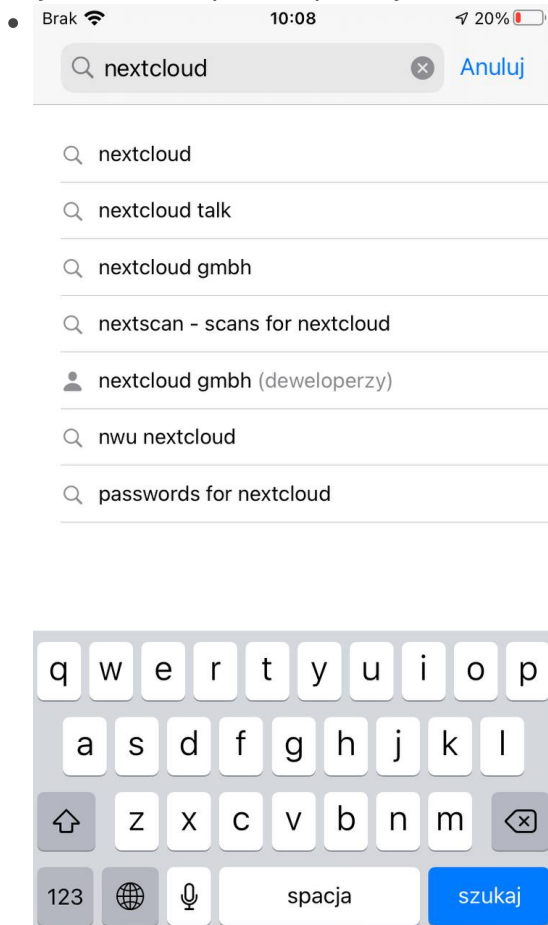 Brak 10:08 20%
nextcloud Anuluj
nextcloud
nextcloud talk
nextcloud gmbh
nextscan - scans for nextcloud
nextcloud gmbh (deweloperzy)
nwu nextcloud
passwords for nextcloud
q w e r t y u i o p
a s d f g h j k l
z x c v b n m
123 spacja szukaj